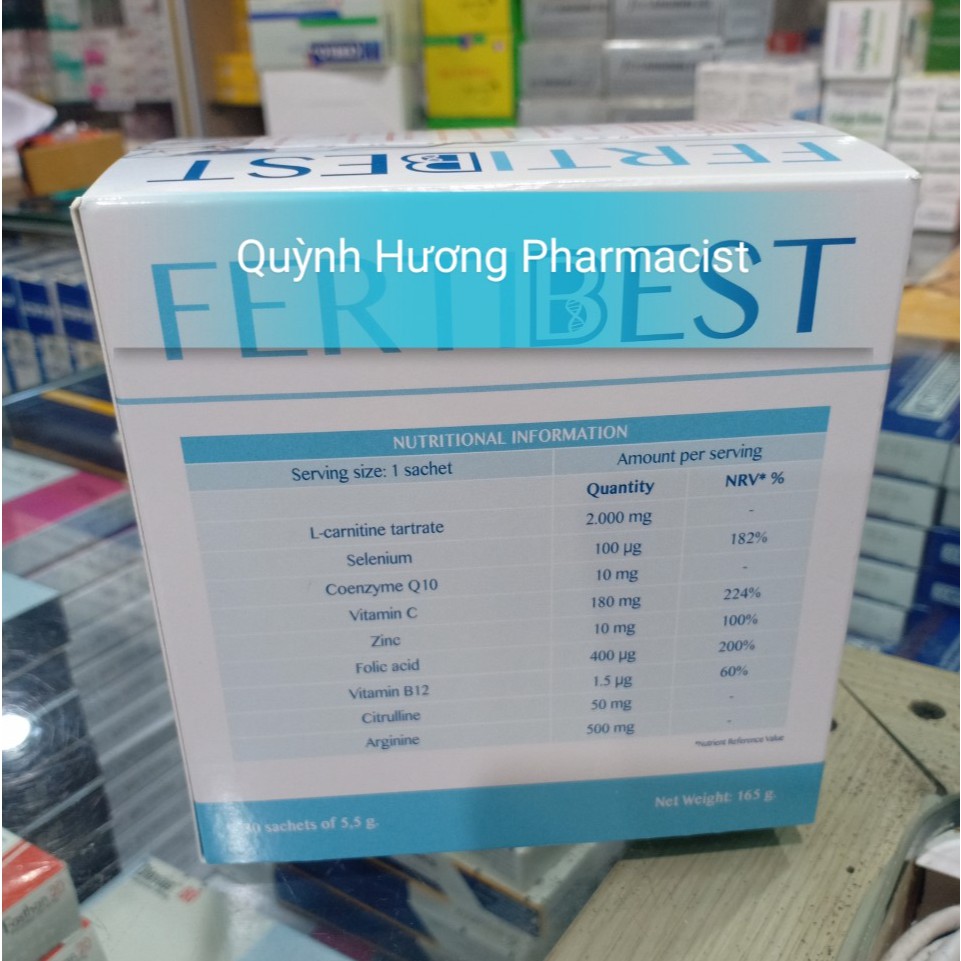 FERTIBEST
Quỳnh Hương Pharmacist
FERTIBEST
NUTRITIONAL INFORMATION
Serving size: 1 sachet Amount per serving
Quantity NRV* %
L-carnitine tartrate 2.000 mg -
Selenium 100 µg 182%
Coenzyme Q10 10 mg -
Vitamin C 180 mg 224%
Zinc 10 mg 100%
Folic acid 400 µg 200%
Vitamin B12 1.5 µg 60%
Citrulline 50 mg -
Arginine 500 mg -
*Nutrient Reference Value
30 sachets of 5,5 g. Net Weight: 165 g.